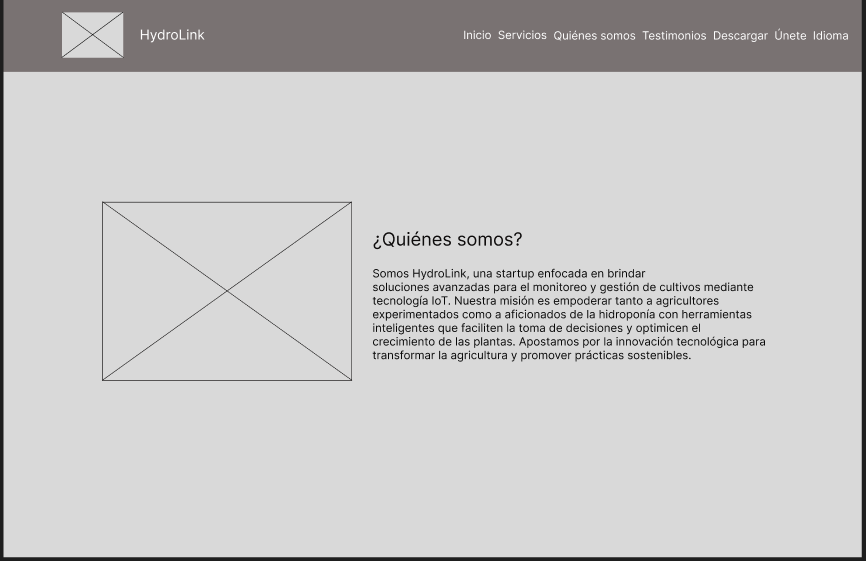 HydroLink
Inicio Servicios Quiénes somos Testimonios Descargar Únete Idioma
¿Quiénes somos?
Somos HydroLink, una startup enfocada en brindar
soluciones avanzadas para el monitoreo y gestión de cultivos mediante
tecnología IoT. Nuestra misión es empoderar tanto a agricultores
experimentados como a aficionados de la hidroponía con herramientas
inteligentes que faciliten la toma de decisiones y optimicen el
crecimiento de las plantas. Apostamos por la innovación tecnológica para
transformar la agricultura y promover prácticas sostenibles.